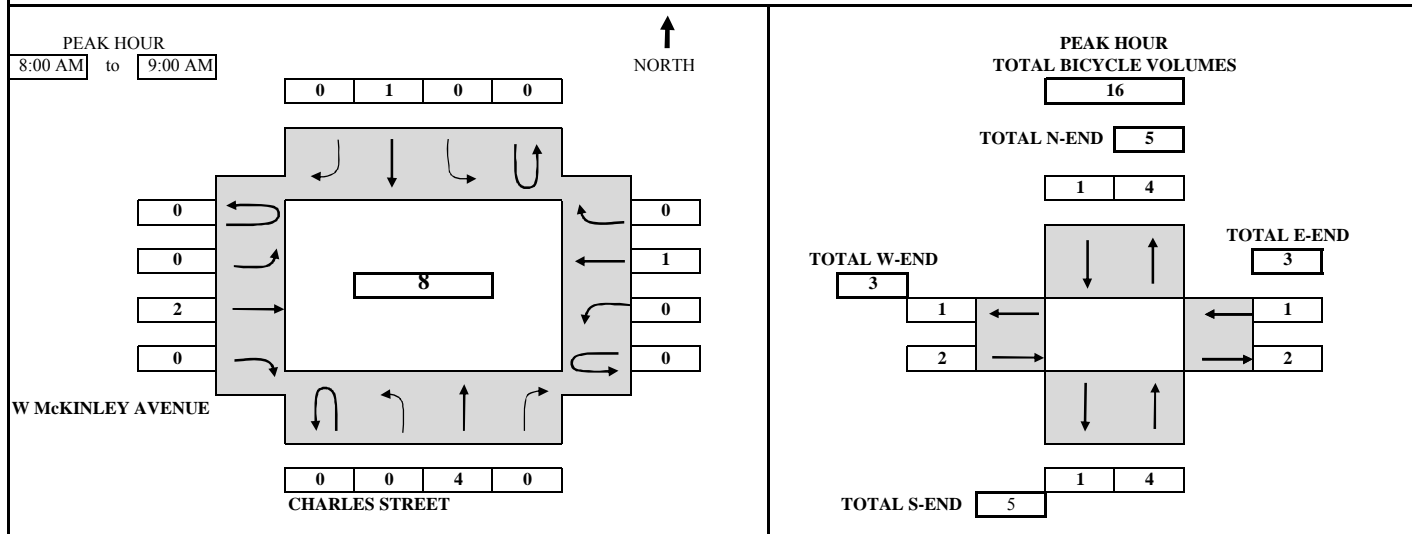 PEAK HOUR
8:00 AM to 9:00 AM
NORTH
0 1 0 0
0
0
2
0
8
0
1
0
0
W McKINLEY AVENUE
0 0 4 0
CHARLES STREET
PEAK HOUR
TOTAL BICYCLE VOLUMES
16
TOTAL N-END 5
1 4
TOTAL W-END
3
TOTAL E-END
3
1
2
1
2
1 4
TOTAL S-END 5